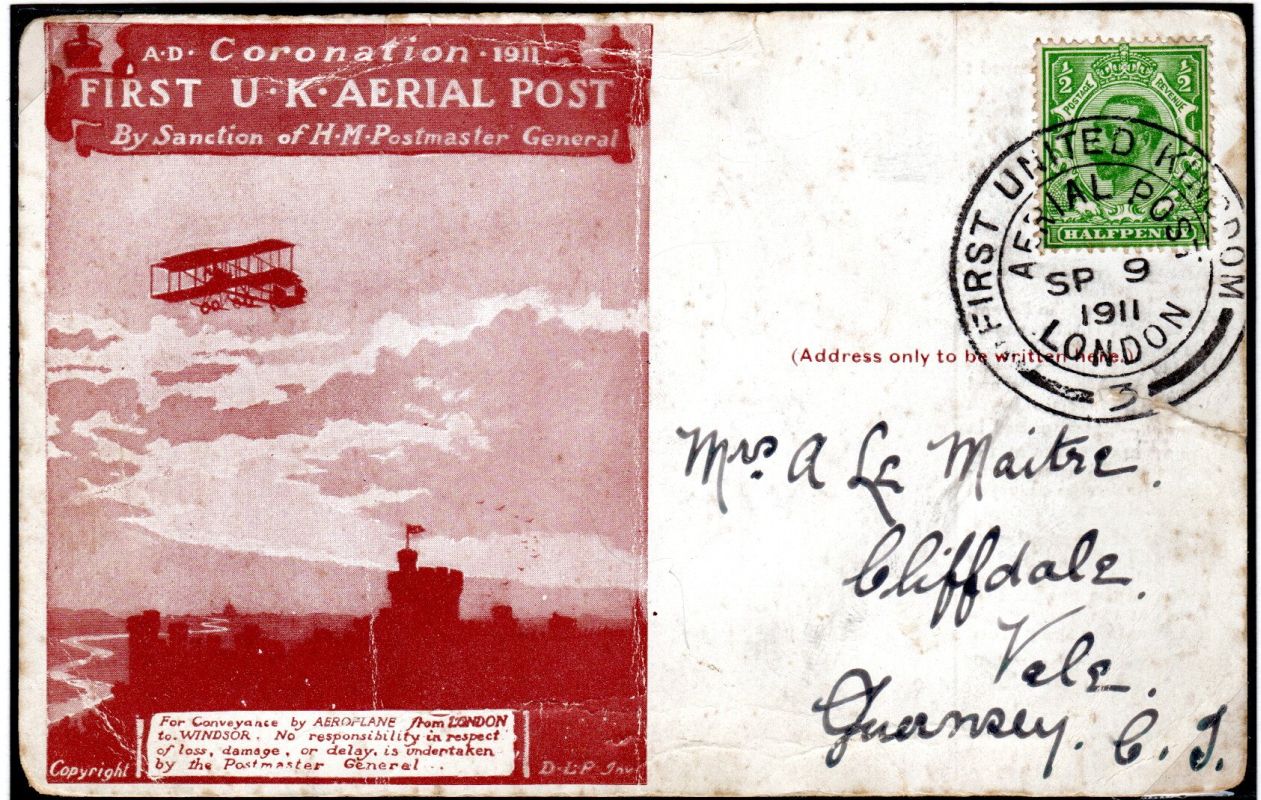 A·D· Coronation · 1911
FIRST U·K·AERIAL POST
By Sanction of H·M·Postmaster General
For Conveyance by AEROPLANE from LONDON
to WINDSOR. No responsibility in respect
of loss, damage, or delay, is undertaken
by the Postmaster General ..
Copyright
D-L-P Inv
½ ½
POSTAGE REVENUE
HALFPENNY
FIRST UNITED KINGDOM
AERIAL POST
SP 9
1911
LONDON
3
(Address only to be written here.)
Mrs. A Le Maitre.
Cliffdale.
Vale.
Guernsey. C. I.